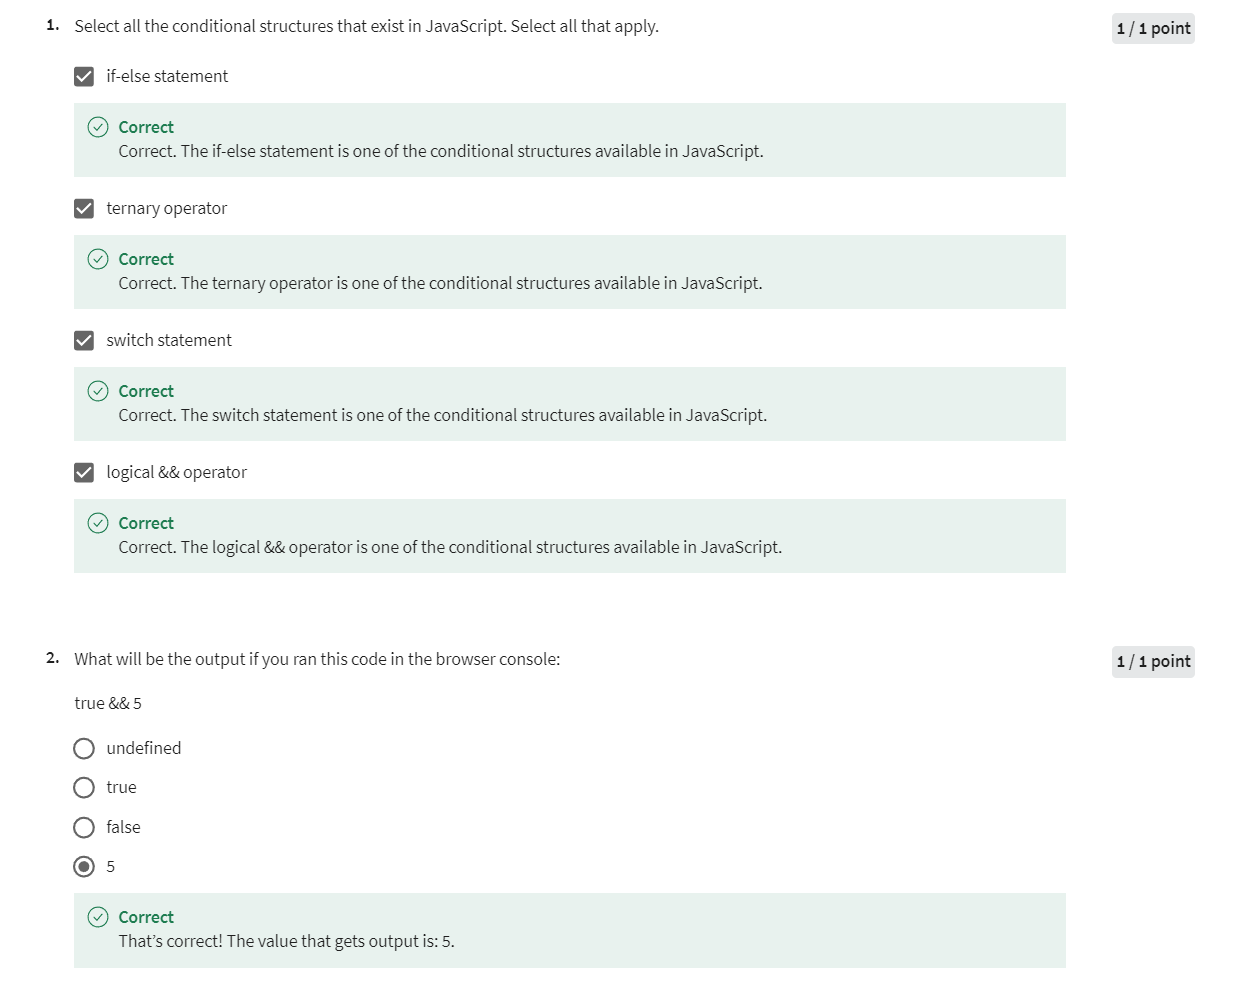 1. Select all the conditional structures that exist in JavaScript. Select all that apply.
1 / 1 point
if-else statement
Correct
Correct. The if-else statement is one of the conditional structures available in JavaScript.
ternary operator
Correct
Correct. The ternary operator is one of the conditional structures available in JavaScript.
switch statement
Correct
Correct. The switch statement is one of the conditional structures available in JavaScript.
logical && operator
Correct
Correct. The logical && operator is one of the conditional structures available in JavaScript.
2. What will be the output if you ran this code in the browser console:
1 / 1 point
true && 5
undefined
true
false
5
Correct
That’s correct! The value that gets output is: 5.